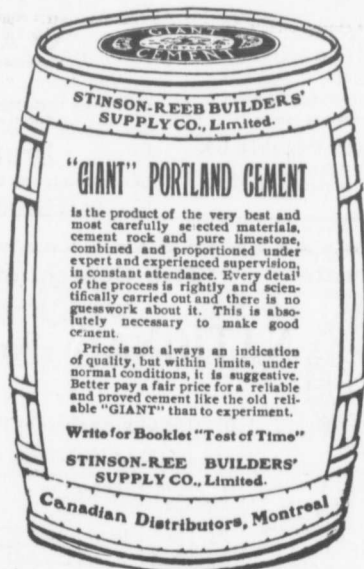 GIANT
PORTLAND
CEMENT
STINSON-REEB BUILDERS'
SUPPLY CO., Limited.
"GIANT" PORTLAND CEMENT
is the product of the very best and
most carefully selected materials,
cement rock and pure limestone,
combined and proportioned under
expert and experienced supervision,
in constant attendance. Every detail
of the process is rightly and scien-
tifically carried out and there is no
guesswork about it. This is abso-
lutely necessary to make good
cement.
Price is not always an indication
of quality, but within limits, under
normal conditions, it is suggestive.
Better pay a fair price for a reliable
and proved cement like the old reli-
able "GIANT" than to experiment.
Write for Booklet "Test of Time"
STINSON-REE BUILDERS'
SUPPLY CO., Limited.
Canadian Distributors, Montreal